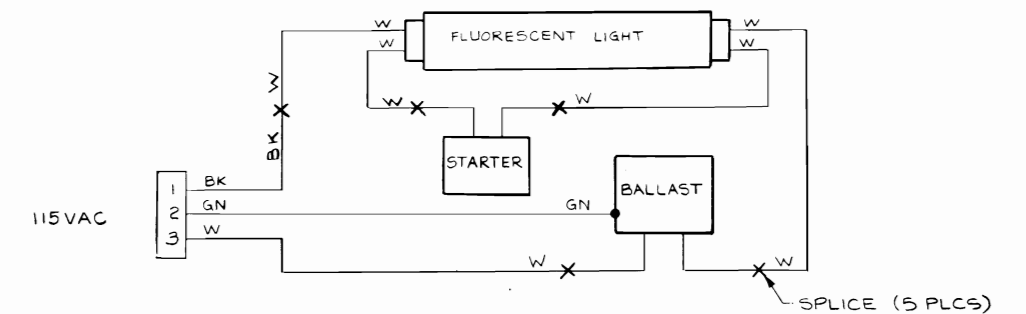 W W
FLUORESCENT LIGHT
W W
W
BK
W W
STARTER
BALLAST
115VAC
1 BK
2 GN GN
3 W
W W
SPLICE (5 PLCS)